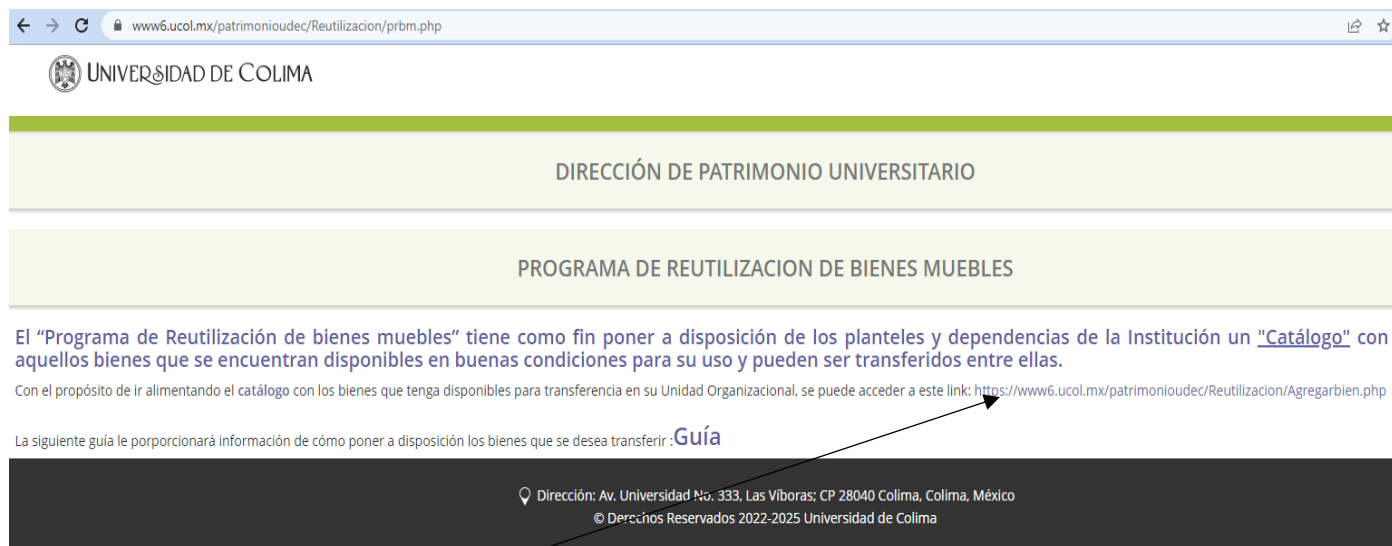 www6.ucol.mx/patrimonioudec/Reutilizacion/prbm.php
UNIVERSIDAD DE COLIMA
DIRECCIÓN DE PATRIMONIO UNIVERSITARIO
PROGRAMA DE REUTILIZACION DE BIENES MUEBLES
El “Programa de Reutilización de bienes muebles” tiene como fin poner a disposición de los planteles y dependencias de la Institución un "Catálogo" con
aquellos bienes que se encuentran disponibles en buenas condiciones para su uso y pueden ser transferidos entre ellas.
Con el propósito de ir alimentando el catálogo con los bienes que tenga disponibles para transferencia en su Unidad Organizacional, se puede acceder a este link: https://www6.ucol.mx/patrimonioudec/Reutilizacion/Agregarbien.php
La siguiente guía le porporcionará información de cómo poner a disposición los bienes que se desea transferir :Guía
Dirección: Av. Universidad No. 333, Las Víboras; CP 28040 Colima, Colima, México
© Derechos Reservados 2022-2025 Universidad de Colima